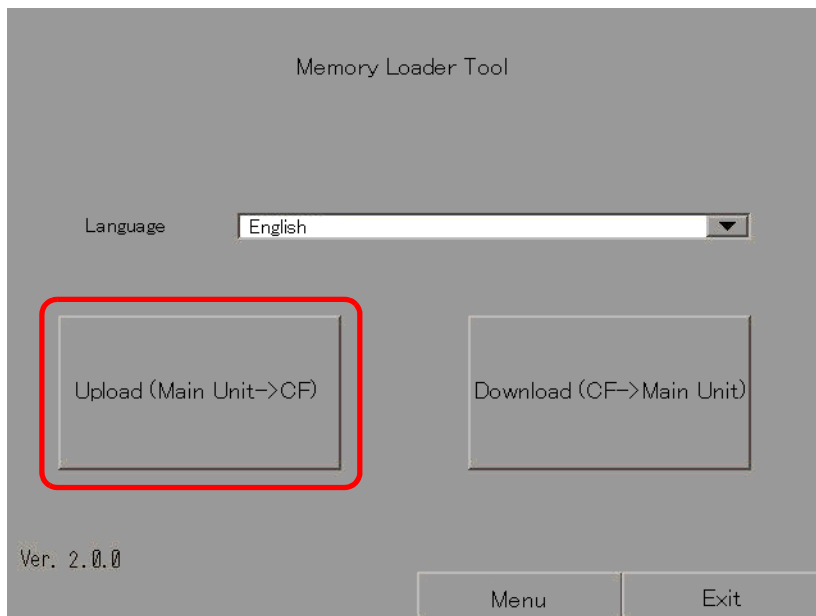 Memory Loader Tool
Language English
Upload (Main Unit->CF) Download (CF->Main Unit)
Ver. 2.0.0
Menu Exit